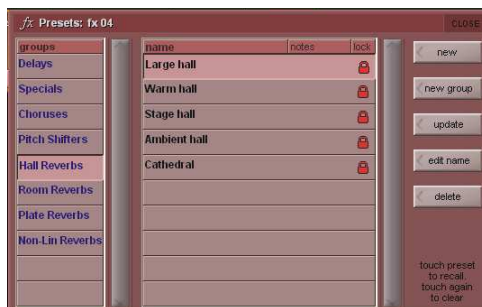 fx Presets: fx 04 CLOSE
groups name notes lock
Delays Large hall new
Specials Warm hall new group
Choruses Stage hall update
Pitch Shifters Ambient hall edit name
Hall Reverbs Cathedral delete
Room Reverbs
Plate Reverbs
Non-Lin Reverbs
touch preset
to recall.
touch again
to clear